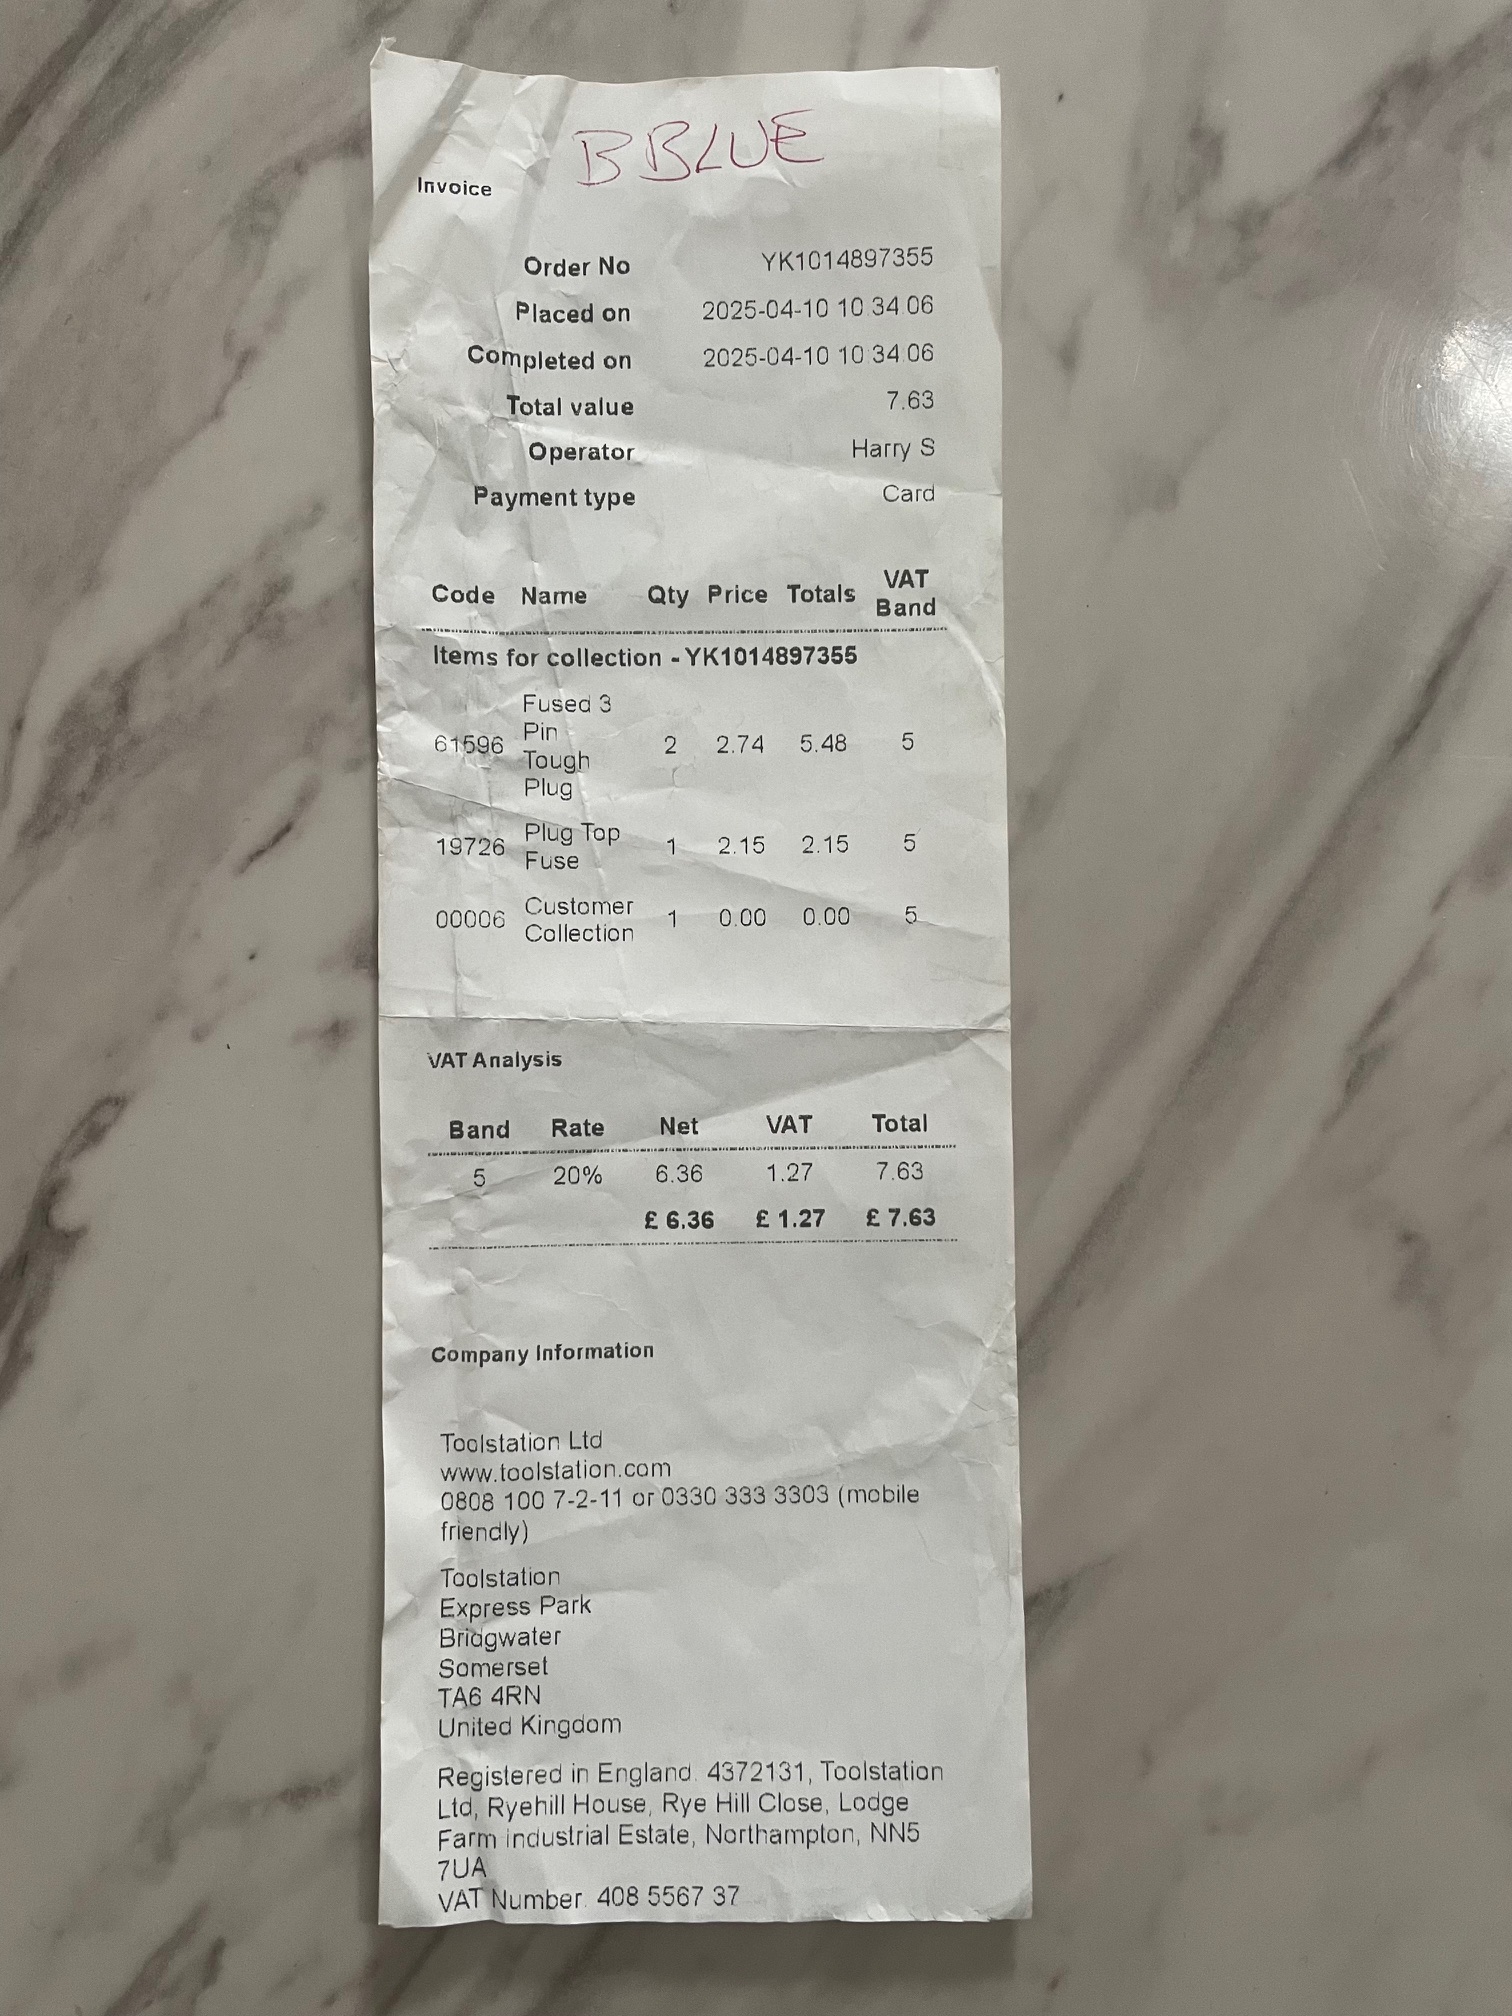 B BLUE
Invoice
Order No YK1014897355
Placed on 2025-04-10 10:34:06
Completed on 2025-04-10 10:34:06
Total value 7.63
Operator Harry S
Payment type Card
Code Name Qty Price Totals VAT Band
Items for collection - YK1014897355
Fused 3
Pin
61596 2 2.74 5.48 5
Tough
Plug
Plug Top
19726 1 2.15 2.15 5
Fuse
Customer
00006 1 0.00 0.00 5
Collection
VAT Analysis
Band Rate Net VAT Total
5 20% 6.36 1.27 7.63
£ 6.36 £ 1.27 £ 7.63
Company Information
Toolstation Ltd
www.toolstation.com
0808 100 7-2-11 or 0330 333 3303 (mobile
friendly)
Toolstation
Express Park
Bridgwater
Somerset
TA6 4RN
United Kingdom
Registered in England: 4372131, Toolstation
Ltd, Ryehill House, Rye Hill Close, Lodge
Farm industrial Estate, Northampton, NN5
7UA
VAT Number: 408 5567 37